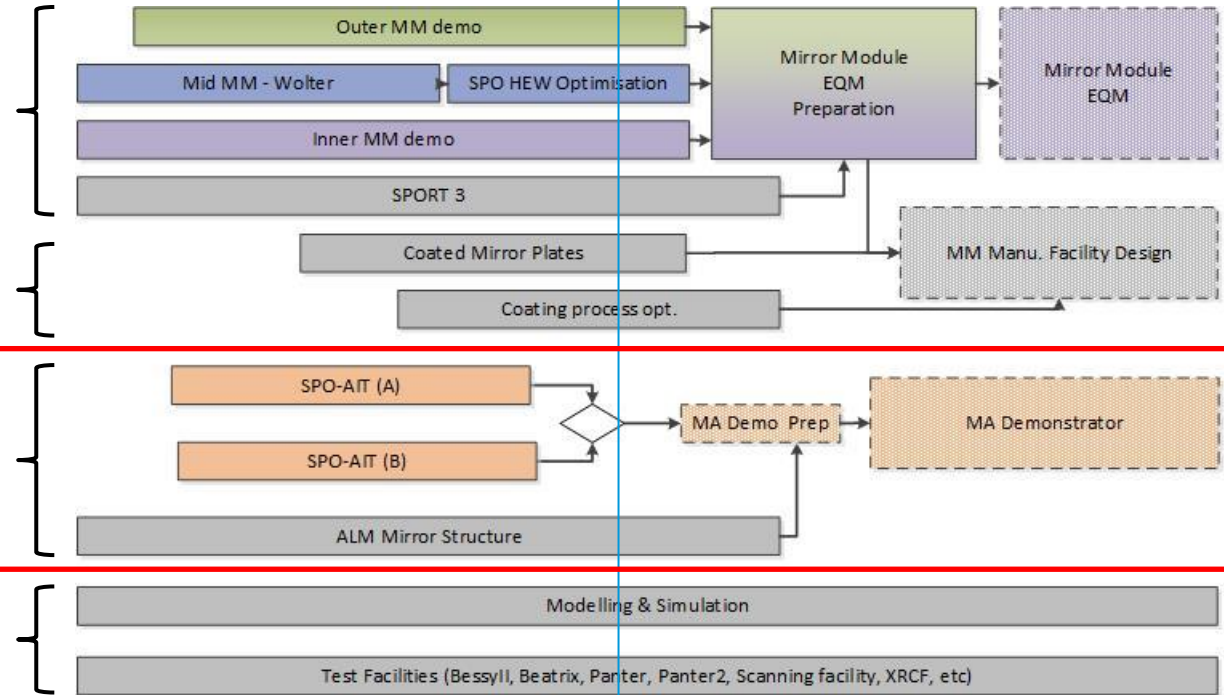 Outer MM demo
Mid MM - Wolter
SPO HEW Optimisation
Inner MM demo
Mirror Module
EQM
Preparation
Mirror Module
EQM
SPORT 3
Coated Mirror Plates
MM Manu. Facility Design
Coating process opt.
SPO-AIT (A)
MA Demo Prep
MA Demonstrator
SPO-AIT (B)
ALM Mirror Structure
Modelling & Simulation
Test Facilities (BessyII, Beatrix, Panter, Panter2, Scanning facility, XRCF, etc)